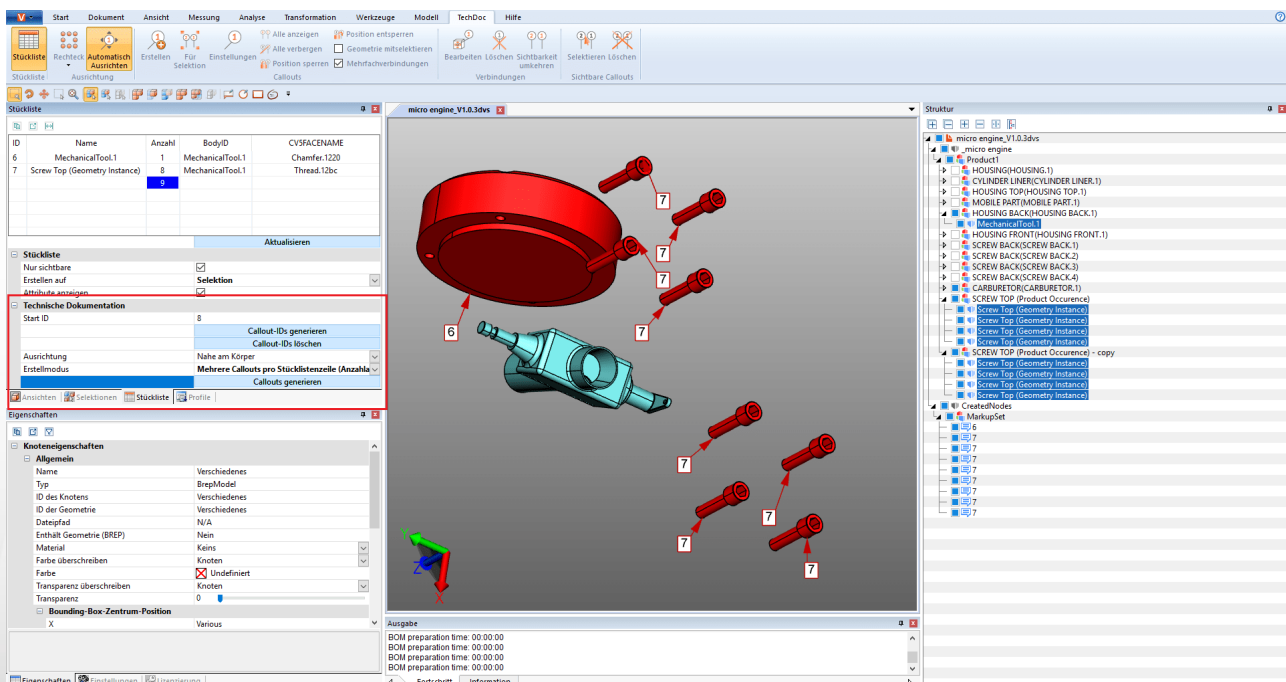 V
Start Dokument Ansicht Messung Analyse Transformation Werkzeuge Modell TechDoc Hilfe
Stückliste
Rechteck
Automatisch Ausrichten
Erstellen
Für Selektion
Einstellungen
Alle anzeigen
Alle verbergen
Position sperren
Position entsperren
Geometrie mitselektieren
Mehrfachverbindungen
Bearbeiten Löschen Sichtbarkeit umkehren
Selektieren Löschen
Stückliste Ausrichtung Callouts Verbindungen Sichtbare Callouts
Stückliste
ID Name Anzahl BodyID CVSFACENAME
6 MechanicalTool.1 1 MechanicalTool.1 Chamfer.1220
7 Screw Top (Geometry Instance) 8 MechanicalTool.1 Thread.12bc
9
Aktualisieren
Stückliste
Nur sichtbare
Erstellen auf Selektion
Attribute anzeigen
Technische Dokumentation
Start ID 8
Callout-IDs generieren
Callout-IDs löschen
Ausrichtung Nahe am Körper
Erstellmodus Mehrere Callouts pro Stücklistenzeile (Anzahla
Callouts generieren
Ansichten Selektionen Stückliste Profile
Eigenschaften
Knoteneigenschaften
Allgemein
Name Verschiedenes
Typ BrepModel
ID des Knotens Verschiedenes
ID der Geometrie Verschiedenes
Dateipfad N/A
Enthält Geometrie (BREP) Nein
Material Keins
Farbe überschreiben Knoten
Farbe Undefiniert
Transparenz überschreiben Knoten
Transparenz 0
Bounding-Box-Zentrum-Position
X Various
Eigenschaften Einstellungen Lizenzierung
micro engine_V1.0.3dvs
7
7
7
7
6
7
7
7
7
Y
Z
X
Ausgabe
BOM preparation time: 00:00:00
BOM preparation time: 00:00:00
BOM preparation time: 00:00:00
BOM preparation time: 00:00:00
Fortschritt Information
Struktur
micro engine_V1.0.3dvs
_micro engine
Product1
HOUSING(HOUSING.1)
CYLINDER LINER(CYLINDER LINER.1)
HOUSING TOP(HOUSING TOP.1)
MOBILE PART(MOBILE PART.1)
HOUSING BACK(HOUSING BACK.1)
MechanicalTool.1
HOUSING FRONT(HOUSING FRONT.1)
SCREW BACK(SCREW BACK.1)
SCREW BACK(SCREW BACK.2)
SCREW BACK(SCREW BACK.3)
SCREW BACK(SCREW BACK.4)
CARBURETOR(CARBURETOR.1)
SCREW TOP (Product Occurence)
Screw Top (Geometry Instance)
Screw Top (Geometry Instance)
Screw Top (Geometry Instance)
Screw Top (Geometry Instance)
SCREW TOP (Product Occurence) - copy
Screw Top (Geometry Instance)
Screw Top (Geometry Instance)
Screw Top (Geometry Instance)
Screw Top (Geometry Instance)
CreatedNodes
MarkupSet
6
7
7
7
7
7
7
7
7